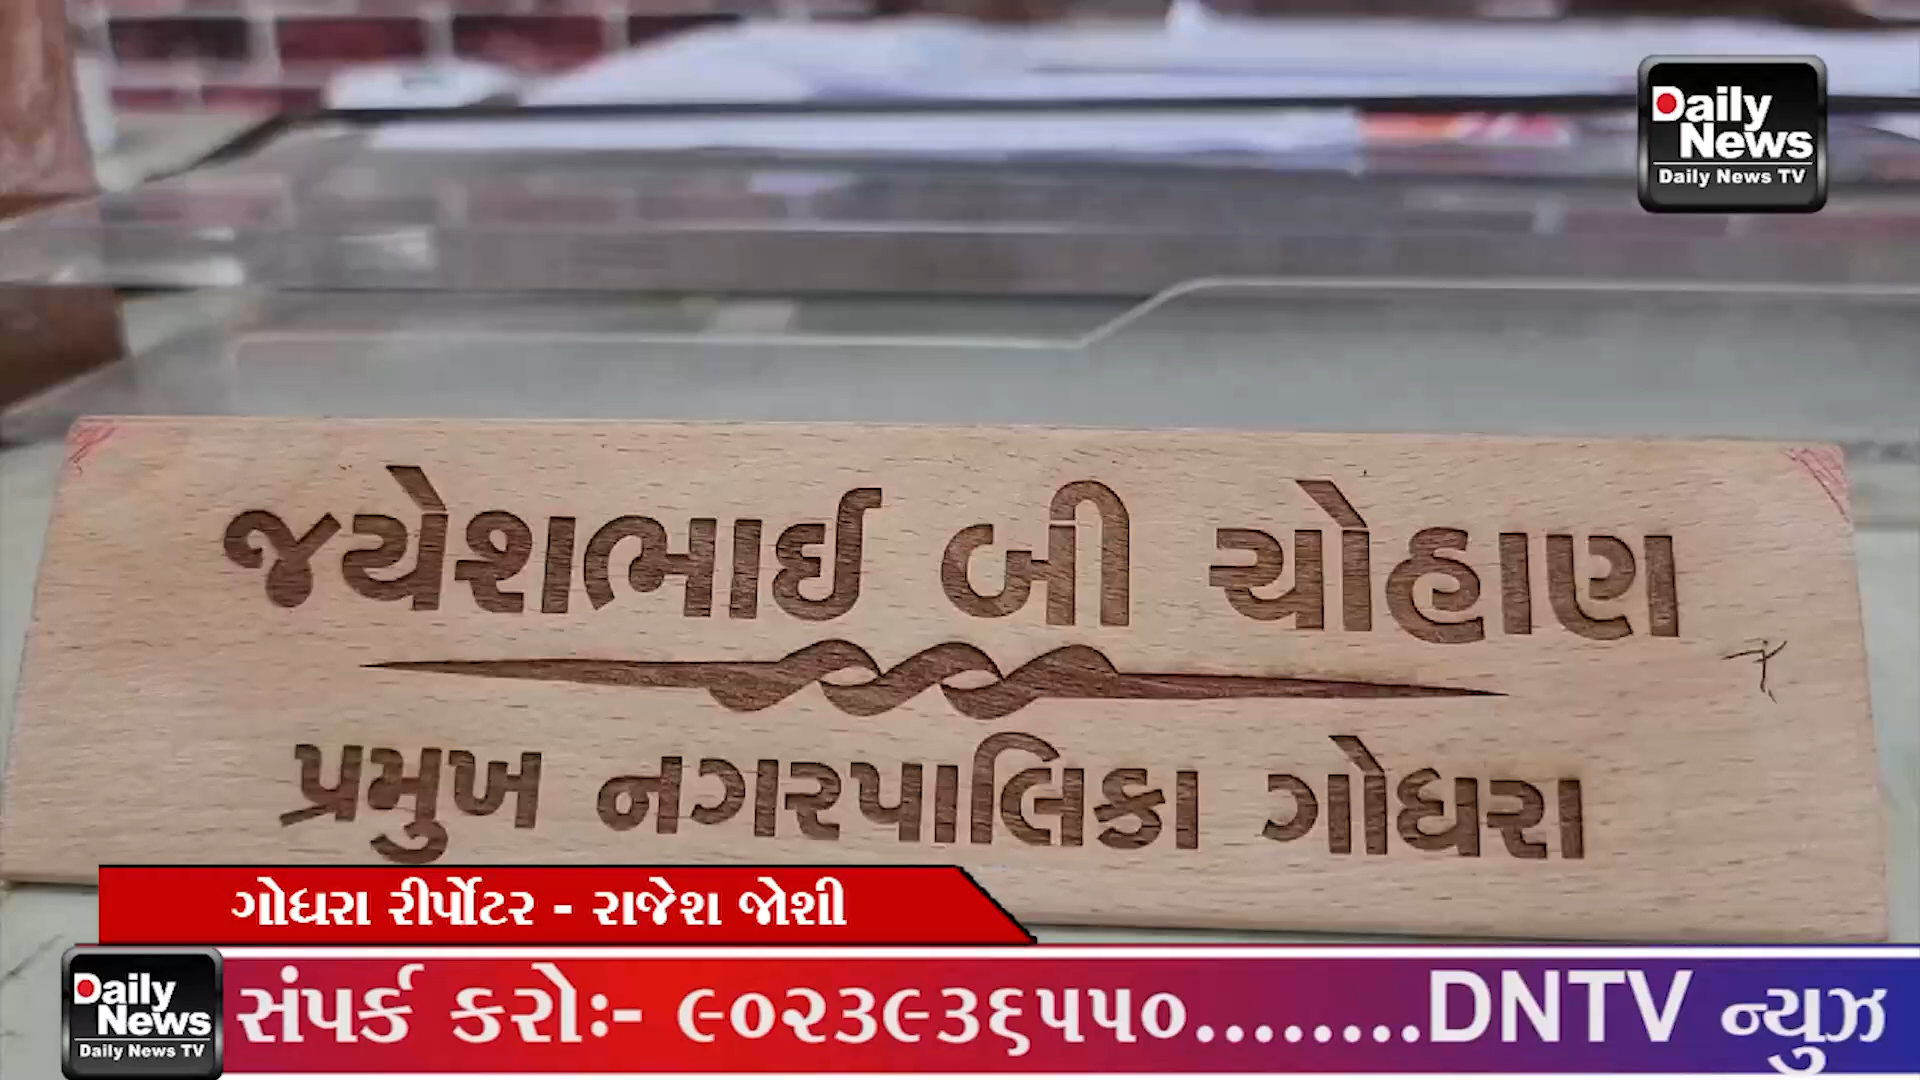 Daily
News
Daily News TV
જયેશભાઈ બી ચોહાણ
પ્રમુખ નગરપાલિકા ગોધરા
ગોધરા રીર્પોટર - રાજેશ જોશી
Daily
News
Daily News TV
સંપર્ક કરોઃ- ૯૦૨૩૯૩૬૫૫૦........DNTV ન્યુઝ